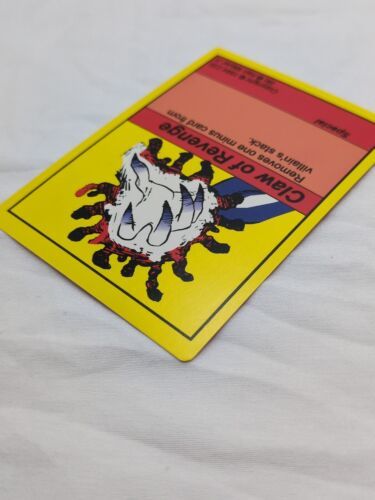 Claw of Revenge
Removes one minus card from
villain's stack.
Special